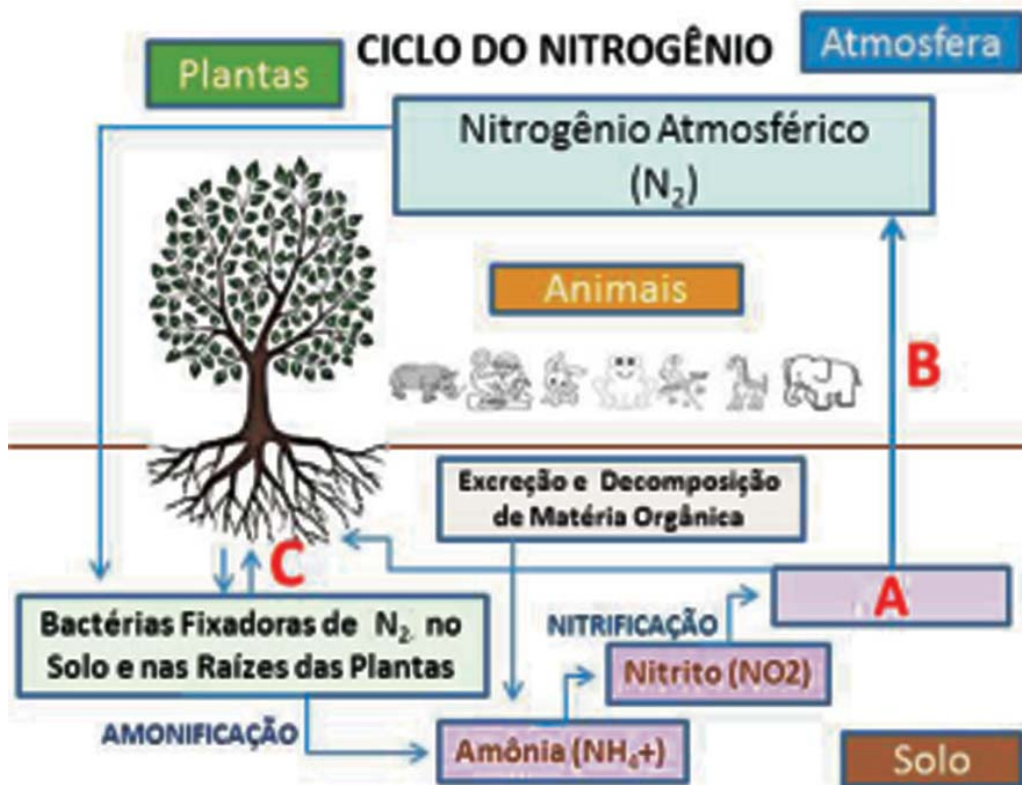 CICLO DO NITROGÊNIO
Atmosfera
Plantas
Nitrogênio Atmosférico
(N₂)
Animais
B
Excreção e Decomposição
de Matéria Orgânica
C
A
Bactérias Fixadoras de N₂ no
Solo e nas Raízes das Plantas
NITRIFICAÇÃO
Nitrito (NO2)
AMONIFICAÇÃO
Amônia (NH₄+)
Solo